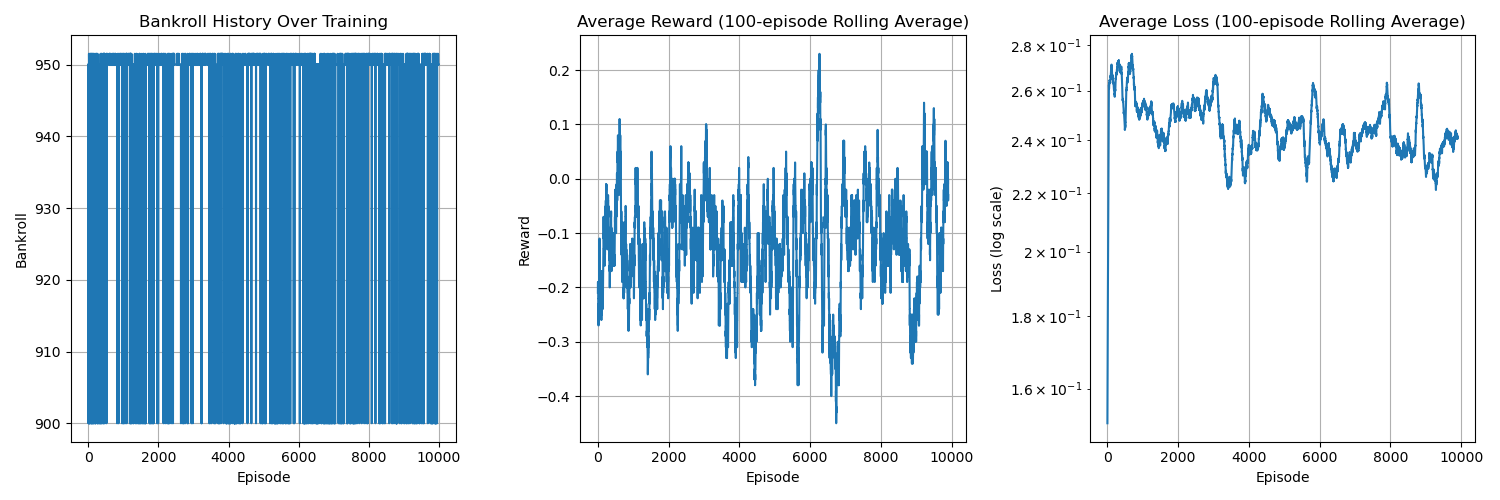 Bankroll History Over Training
Bankroll
950
940
930
920
910
900
0 2000 4000 6000 8000 10000
Episode
Average Reward (100-episode Rolling Average)
Reward
0.2
0.1
0.0
−0.1
−0.2
−0.3
−0.4
0 2000 4000 6000 8000 10000
Episode
Average Loss (100-episode Rolling Average)
Loss (log scale)
2.8 × 10⁻¹
2.6 × 10⁻¹
2.4 × 10⁻¹
2.2 × 10⁻¹
2 × 10⁻¹
1.8 × 10⁻¹
1.6 × 10⁻¹
0 2000 4000 6000 8000 10000
Episode